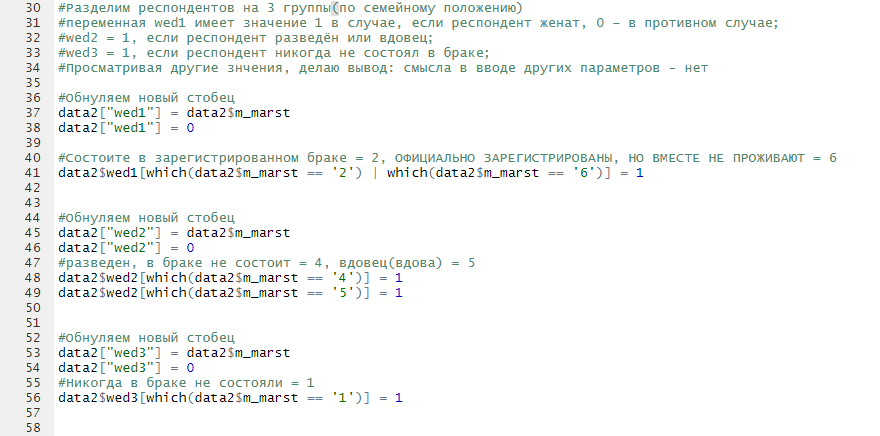 30 #Разделим респондентов на 3 группы(по семейному положению)
31 #переменная wed1 имеет значение 1 в случае, если респондент женат, 0 – в противном случае;
32 #wed2 = 1, если респондент разведён или вдовец;
33 #wed3 = 1, если респондент никогда не состоял в браке;
34 #Просматривая другие знчения, делаю вывод: смысла в вводе других параметров - нет
35
36 #Обнуляем новый стобец
37 data2["wed1"] = data2$m_marst
38 data2["wed1"] = 0
39
40 #Состоите в зарегистрированном браке = 2, ОФИЦИАЛЬНО ЗАРЕГИСТРИРОВАНЫ, НО ВМЕСТЕ НЕ ПРОЖИВАЮТ = 6
41 data2$wed1[which(data2$m_marst == '2') | which(data2$m_marst == '6')] = 1
42
43
44 #Обнуляем новый стобец
45 data2["wed2"] = data2$m_marst
46 data2["wed2"] = 0
47 #разведен, в браке не состоит = 4, вдовец(вдова) = 5
48 data2$wed2[which(data2$m_marst == '4')] = 1
49 data2$wed2[which(data2$m_marst == '5')] = 1
50
51
52 #Обнуляем новый стобец
53 data2["wed3"] = data2$m_marst
54 data2["wed3"] = 0
55 #Никогда в браке не состояли = 1
56 data2$wed3[which(data2$m_marst == '1')] = 1
57
58